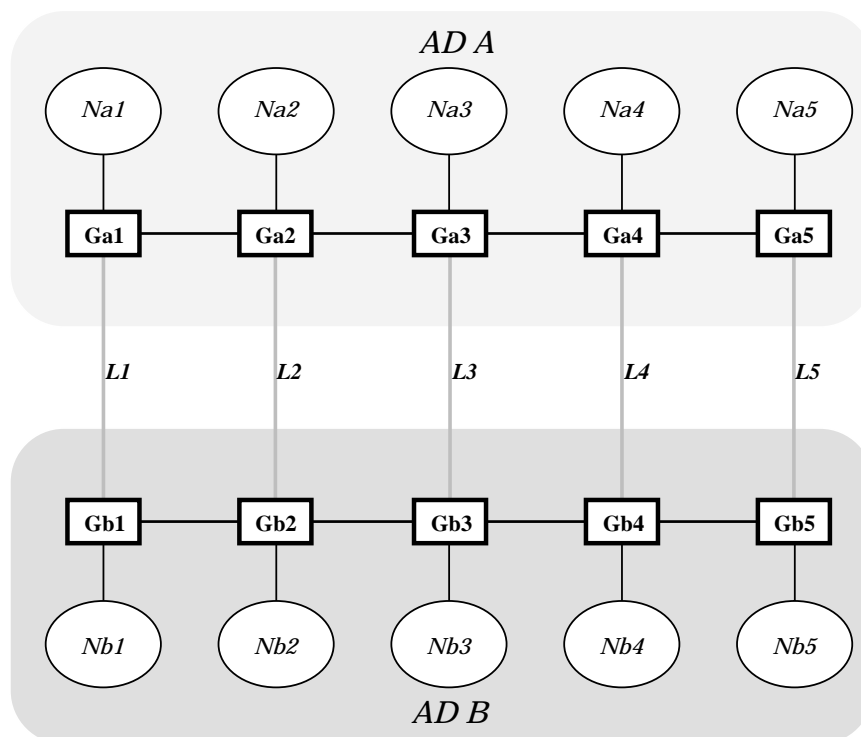 AD A
Na1 Na2 Na3 Na4 Na5
Ga1 Ga2 Ga3 Ga4 Ga5
L1 L2 L3 L4 L5
Gb1 Gb2 Gb3 Gb4 Gb5
Nb1 Nb2 Nb3 Nb4 Nb5
AD B